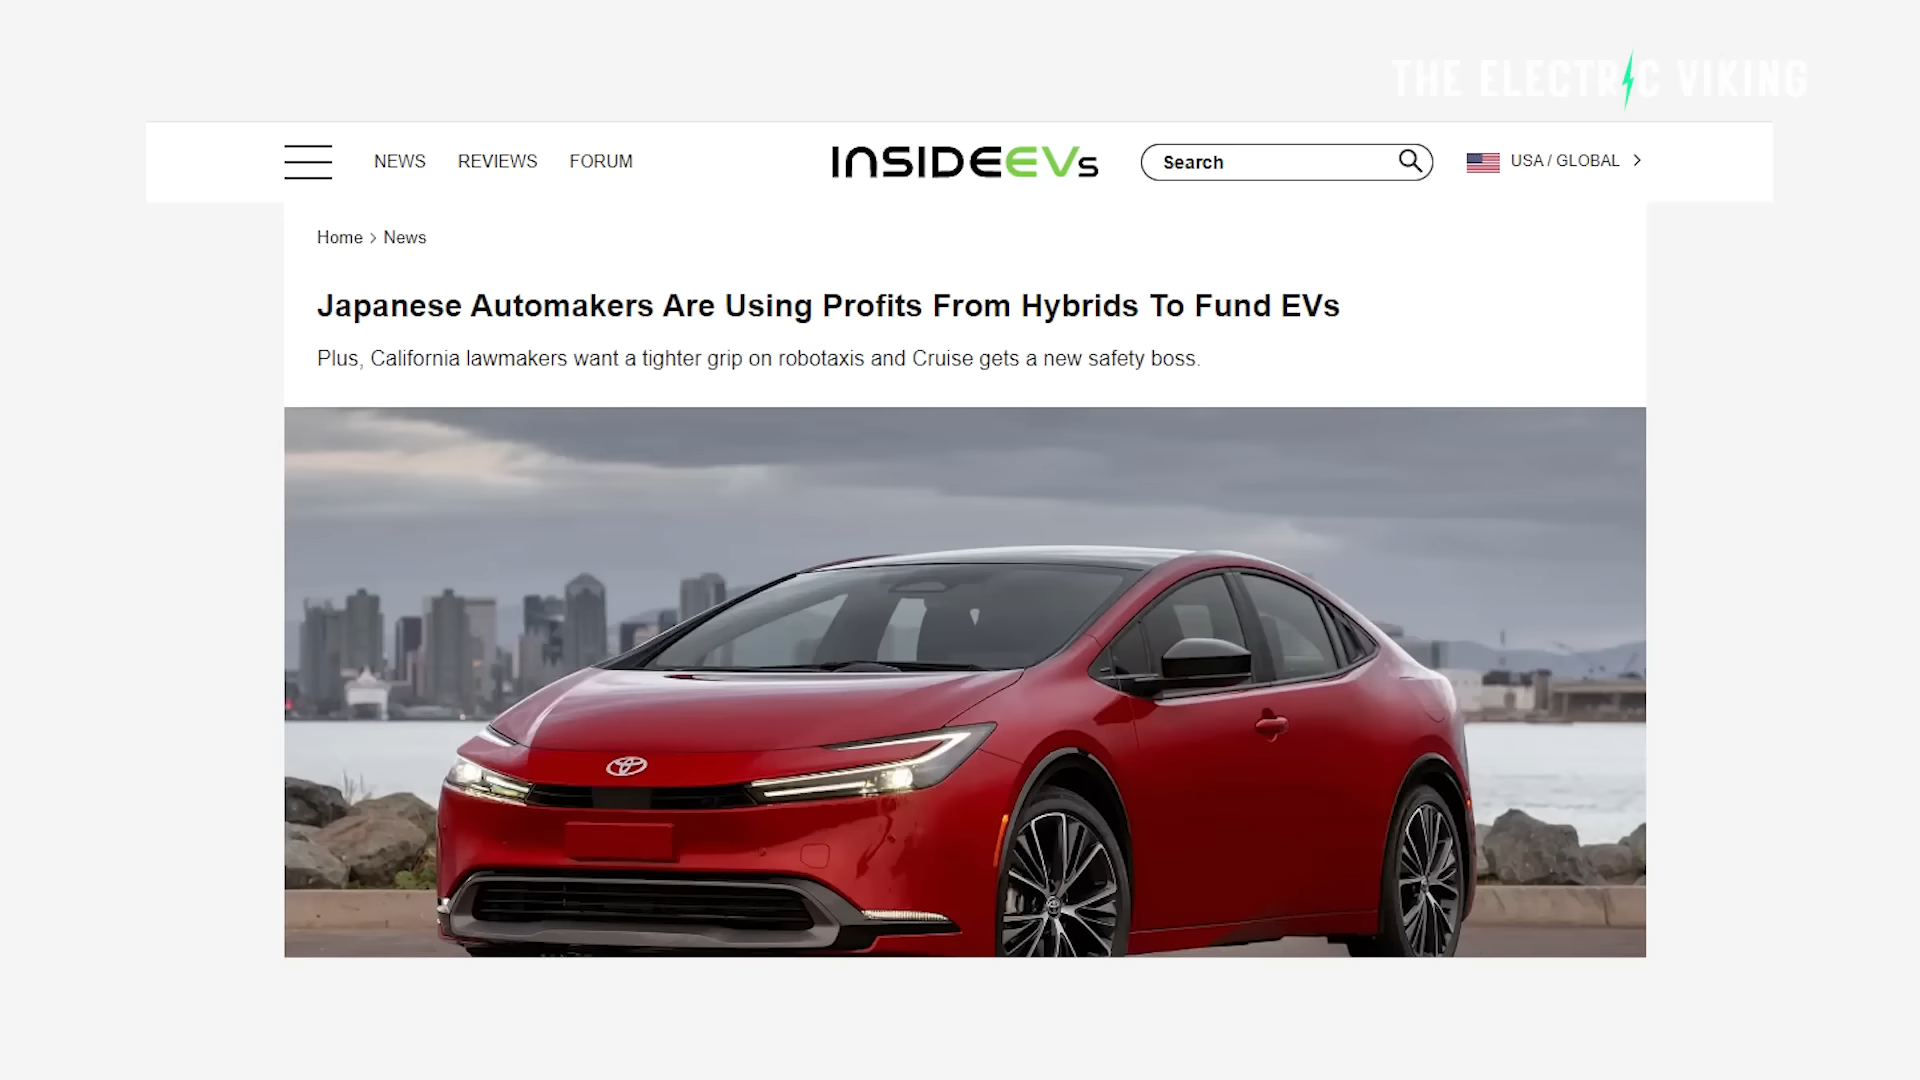 THE ELECTRIC VIKING
NEWS REVIEWS FORUM
INSIDEEVs
Search
USA / GLOBAL
Home > News
Japanese Automakers Are Using Profits From Hybrids To Fund EVs
Plus, California lawmakers want a tighter grip on robotaxis and Cruise gets a new safety boss.